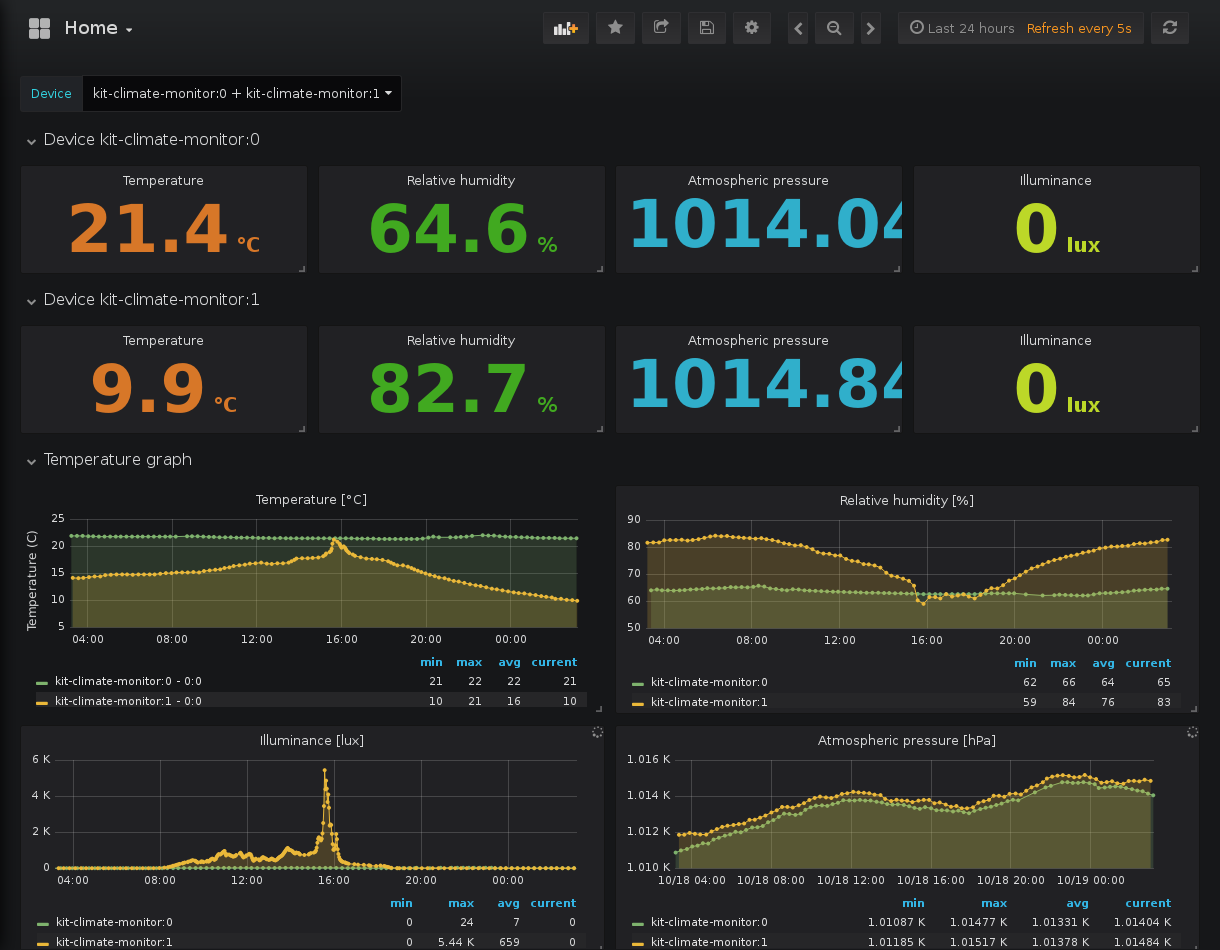 Home
Last 24 hours Refresh every 5s
Device kit-climate-monitor:0 + kit-climate-monitor:1
Device kit-climate-monitor:0
Temperature Relative humidity Atmospheric pressure Illuminance
21.4 °C 64.6 % 1014.04 0 lux
Device kit-climate-monitor:1
Temperature Relative humidity Atmospheric pressure Illuminance
9.9 °C 82.7 % 1014.84 0 lux
Temperature graph
Temperature [°C]
Temperature (C)
25
20
15
10
5
04:00 08:00 12:00 16:00 20:00 00:00
min max avg current
kit-climate-monitor:0 - 0:0 21 22 22 21
kit-climate-monitor:1 - 0:0 10 21 16 10
Relative humidity [%]
90
80
70
60
50
04:00 08:00 12:00 16:00 20:00 00:00
min max avg current
kit-climate-monitor:0 62 66 64 65
kit-climate-monitor:1 59 84 76 83
Illuminance [lux]
6 K
4 K
2 K
0
04:00 08:00 12:00 16:00 20:00 00:00
min max avg current
kit-climate-monitor:0 0 24 7 0
kit-climate-monitor:1 0 5.44 K 659 0
Atmospheric pressure [hPa]
1.016 K
1.014 K
1.012 K
1.010 K
10/18 04:00 10/18 08:00 10/18 12:00 10/18 16:00 10/18 20:00 10/19 00:00
min max avg current
kit-climate-monitor:0 1.01087 K 1.01477 K 1.01331 K 1.01404 K
kit-climate-monitor:1 1.01185 K 1.01517 K 1.01378 K 1.01484 K